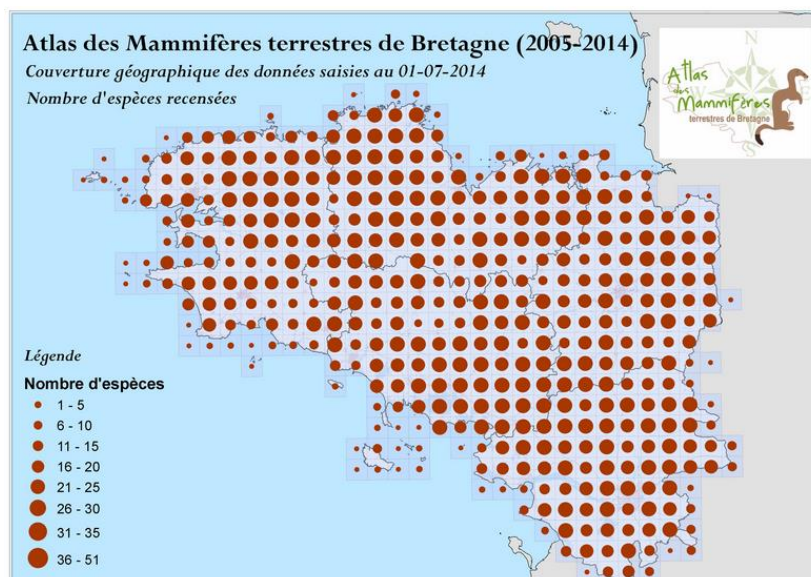 Atlas des Mammifères terrestres de Bretagne (2005-2014)
Couverture géographique des données saisies au 01-07-2014
Nombre d'espèces recensées
N
Atlas
des
Mammifères
terrestres de Bretagne
Légende
Nombre d'espèces
1 - 5
6 - 10
11 - 15
16 - 20
21 - 25
26 - 30
31 - 35
36 - 51